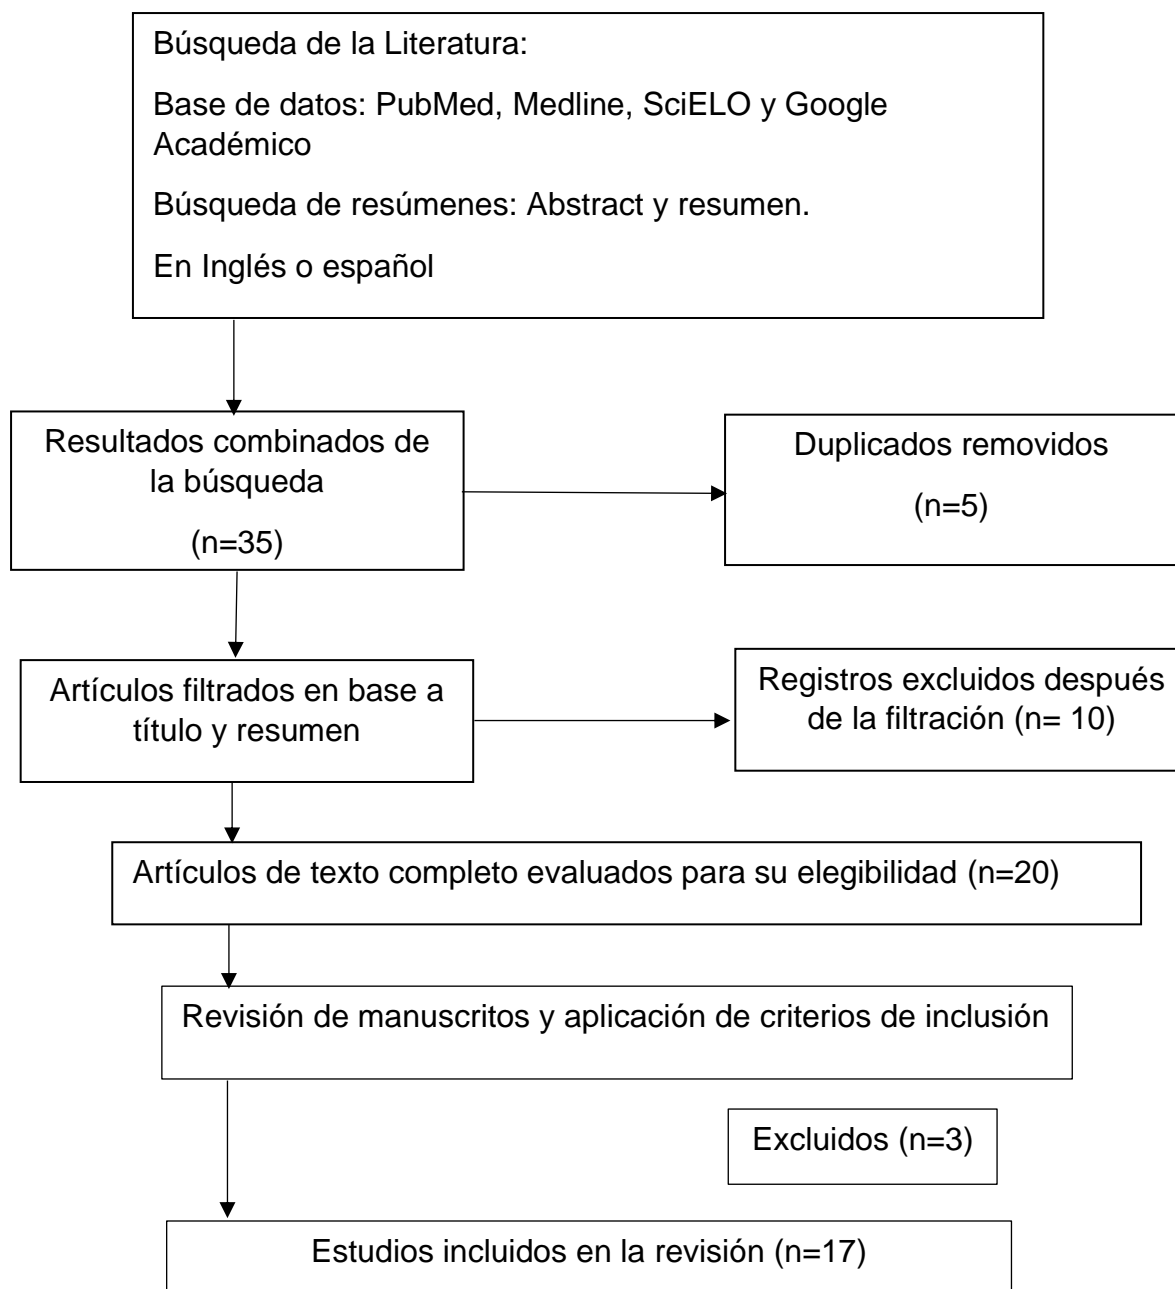 Búsqueda de la Literatura:
Base de datos: PubMed, Medline, SciELO y Google
Académico
Búsqueda de resúmenes: Abstract y resumen.
En Inglés o español
Resultados combinados de
la búsqueda
(n=35)
Duplicados removidos
(n=5)
Artículos filtrados en base a
título y resumen
Registros excluidos después
de la filtración (n= 10)
Artículos de texto completo evaluados para su elegibilidad (n=20)
Revisión de manuscritos y aplicación de criterios de inclusión
Excluidos (n=3)
Estudios incluidos en la revisión (n=17)